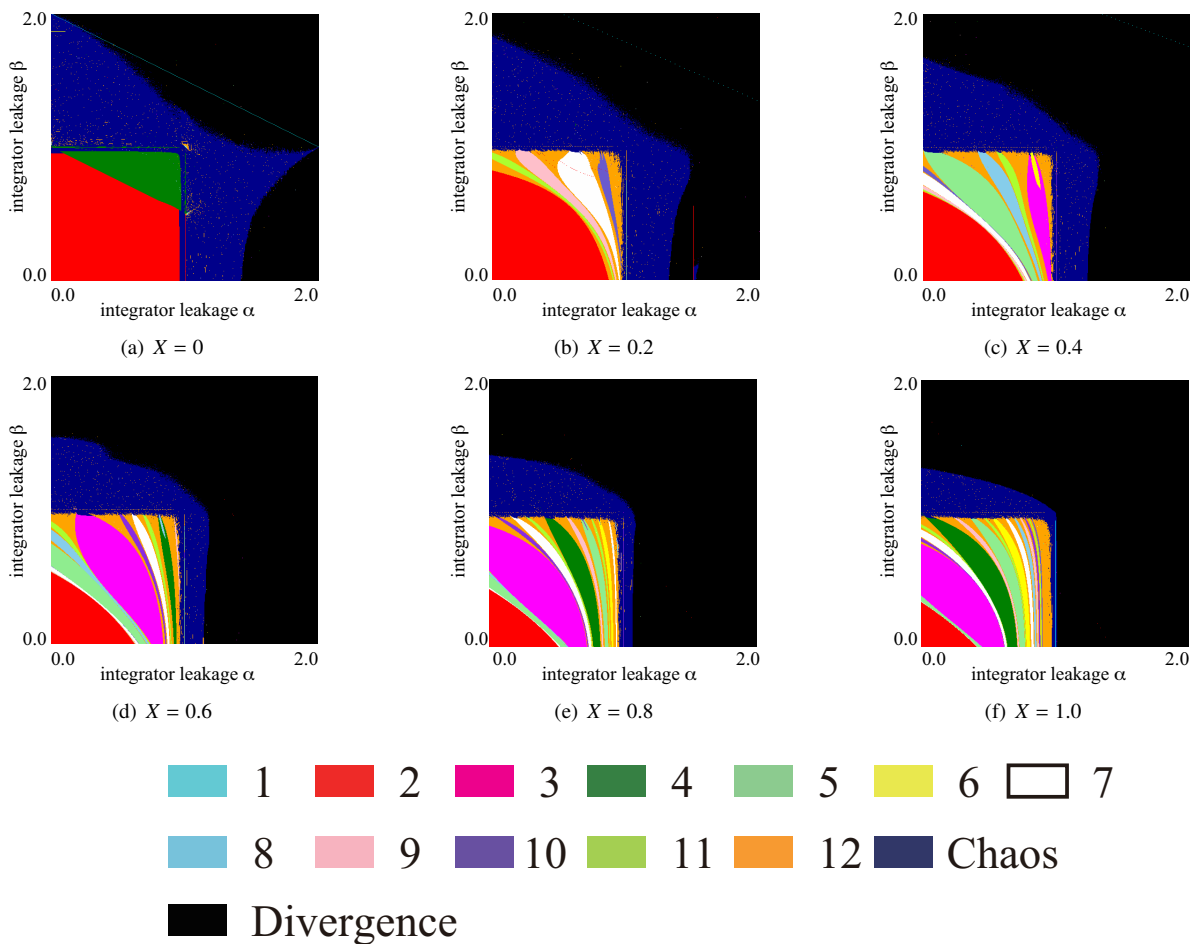 2.0
integrator leakage β
0.0
0.0 2.0
integrator leakage α
(a) X = 0
2.0
integrator leakage β
0.0
0.0 2.0
integrator leakage α
(b) X = 0.2
2.0
integrator leakage β
0.0
0.0 2.0
integrator leakage α
(c) X = 0.4
2.0
integrator leakage β
0.0
0.0 2.0
integrator leakage α
(d) X = 0.6
2.0
integrator leakage β
0.0
0.0 2.0
integrator leakage α
(e) X = 0.8
2.0
integrator leakage β
0.0
0.0 2.0
integrator leakage α
(f) X = 1.0
1 2 3 4 5 6 7
8 9 10 11 12 Chaos
Divergence